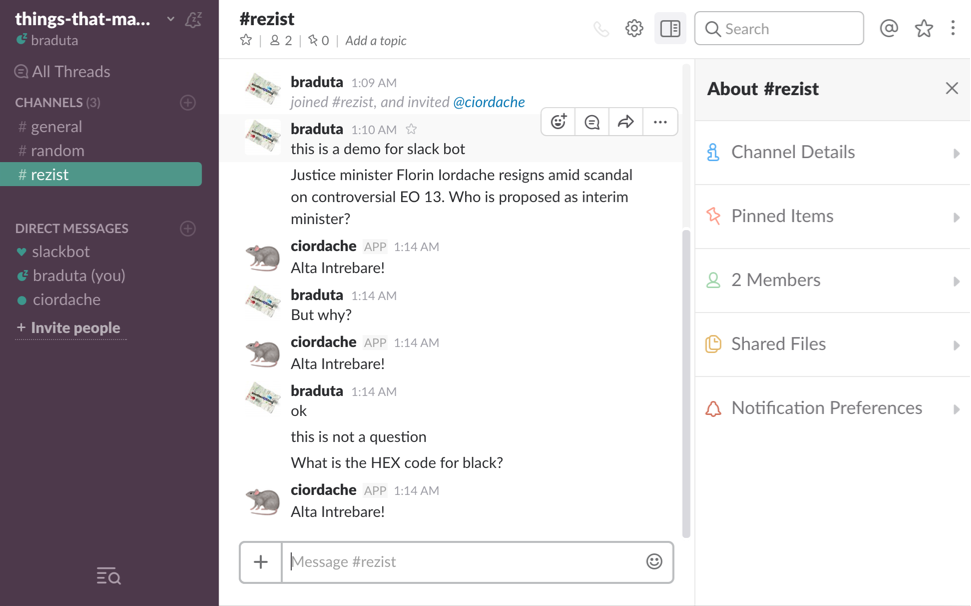 things-that-ma...
braduta
All Threads
CHANNELS (3)
# general
# random
# rezist
DIRECT MESSAGES
slackbot
braduta (you)
ciordache
+ Invite people
#rezist
2
0
Add a topic
Search
braduta 1:09 AM
joined #rezist, and invited @ciordache
braduta 1:10 AM
this is a demo for slack bot
Justice minister Florin Iordache resigns amid scandal
on controversial EO 13. Who is proposed as interim
minister?
ciordache APP 1:14 AM
Alta Intrebare!
braduta 1:14 AM
But why?
ciordache APP 1:14 AM
Alta Intrebare!
braduta 1:14 AM
ok
this is not a question
What is the HEX code for black?
ciordache APP 1:14 AM
Alta Intrebare!
Message #rezist
About #rezist
Channel Details
Pinned Items
2 Members
Shared Files
Notification Preferences